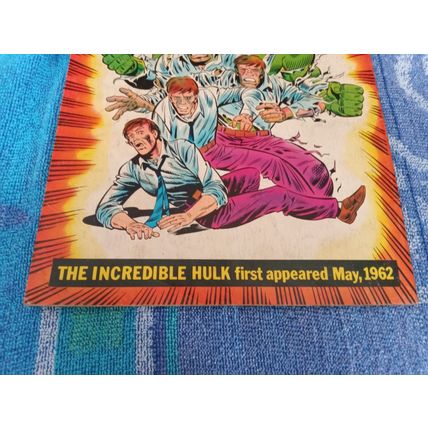 THE INCREDIBLE HULK first appeared May, 1962